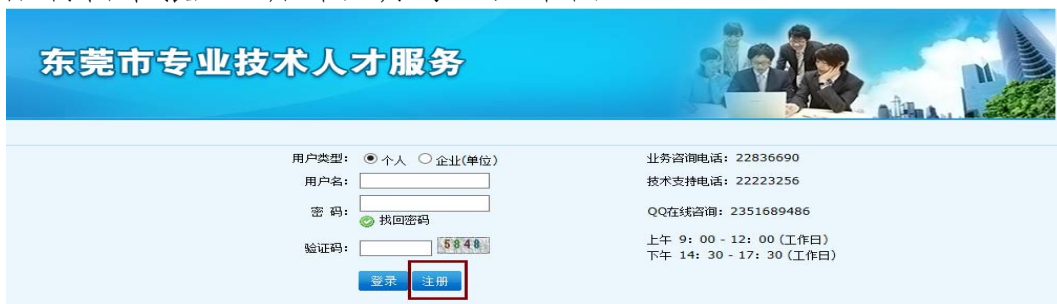 东莞市专业技术人才服务
用户类型： 个人 企业(单位)
业务咨询电话：22836690
用户名：
技术支持电话：22223256
密 码：
找回密码
QQ在线咨询：2351689486
验证码： 5848
上午 9：00 - 12：00 (工作日)
下午 14：30 - 17：30 (工作日)
登录 注册